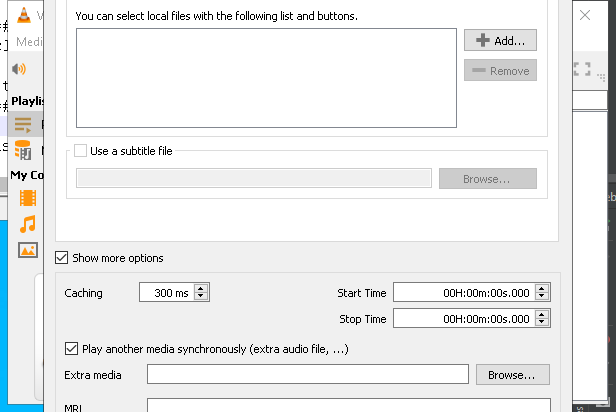 You can select local files with the following list and buttons.
Add...
Remove
Media
Playlis
Use a subtitle file
Browse...
My Co
Show more options
Caching
300 ms
Start Time
00H:00m:00s.000
Stop Time
00H:00m:00s.000
Play another media synchronously (extra audio file, ...)
Extra media
Browse...
MRL